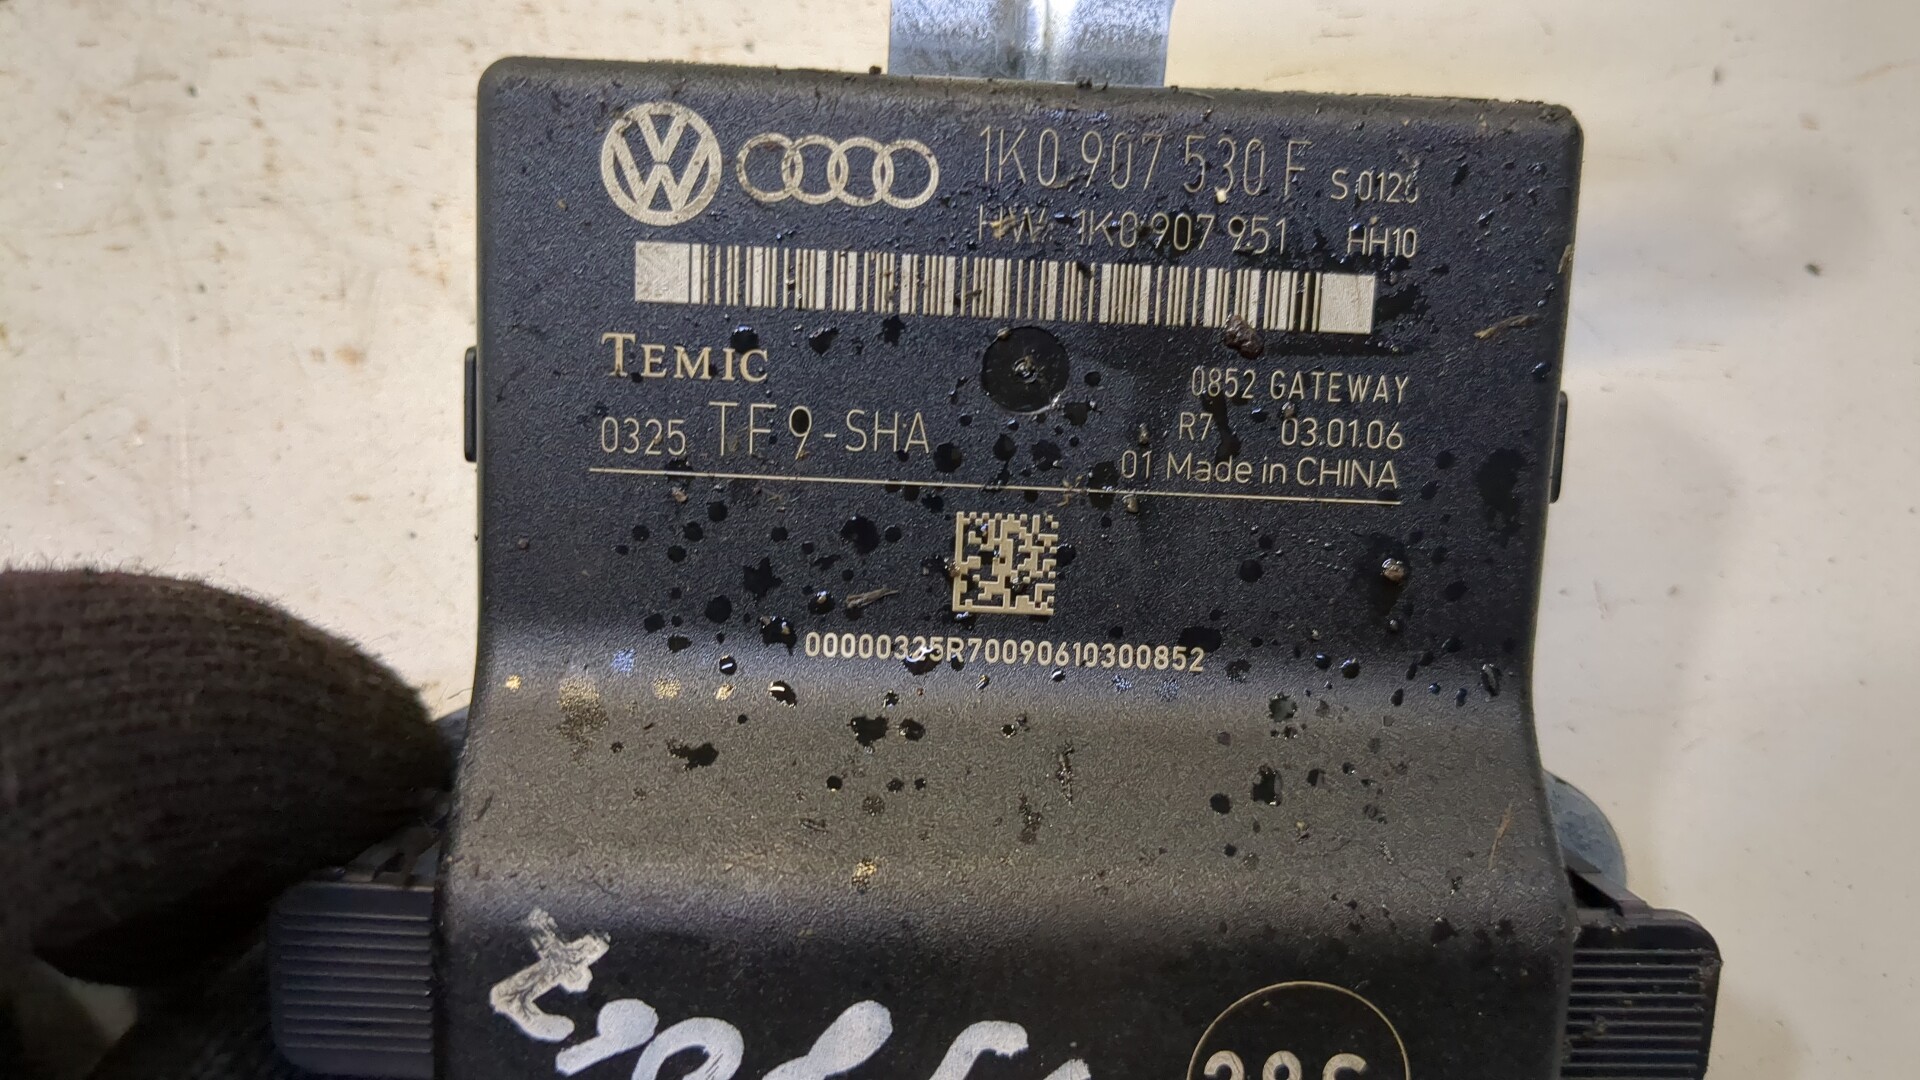 1K0 907 530 F
HW: 1K0 907 951 HH10
TEMIC
0852 GATEWAY
0325 TF9-SHA
R7 03.01.06
01 Made in CHINA
00000325R70090610300852